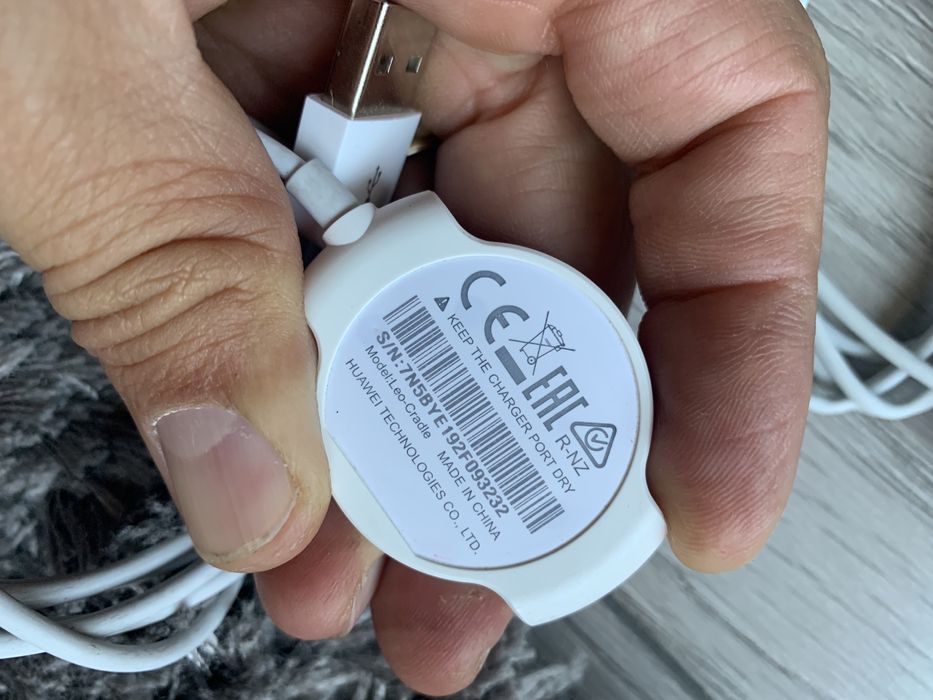 CE EAC R-NZ
KEEP THE CHARGER PORT DRY
S/N:7N5BYE192F093232
Model:Leo-Cradle MADE IN CHINA
HUAWEI TECHNOLOGIES CO., LTD.